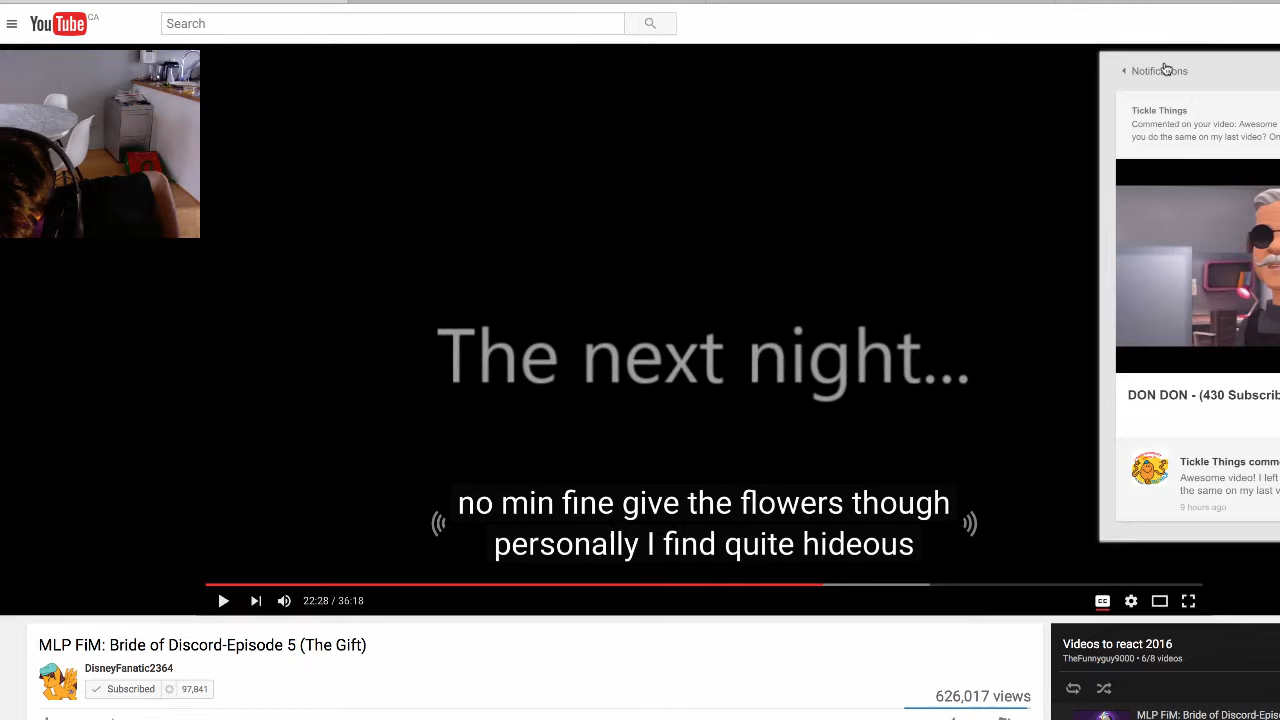 YouTube CA
Search
Notifications
Tickle Things
Commented on your video: Awesome
you do the same on my last video? On
The next night...
DON DON - (430 Subscrib
no min fine give the flowers though
personally I find quite hideous
Tickle Things comm
Awesome video! I left
the same on my last v
9 hours ago
22:28 / 36:18
CC
MLP FiM: Bride of Discord-Episode 5 (The Gift)
DisneyFanatic2364
Subscribed 97,841
626,017 views
Videos to react 2016
TheFunnyguy9000 • 6/8 videos
MLP FiM: Bride of Discord-Epis